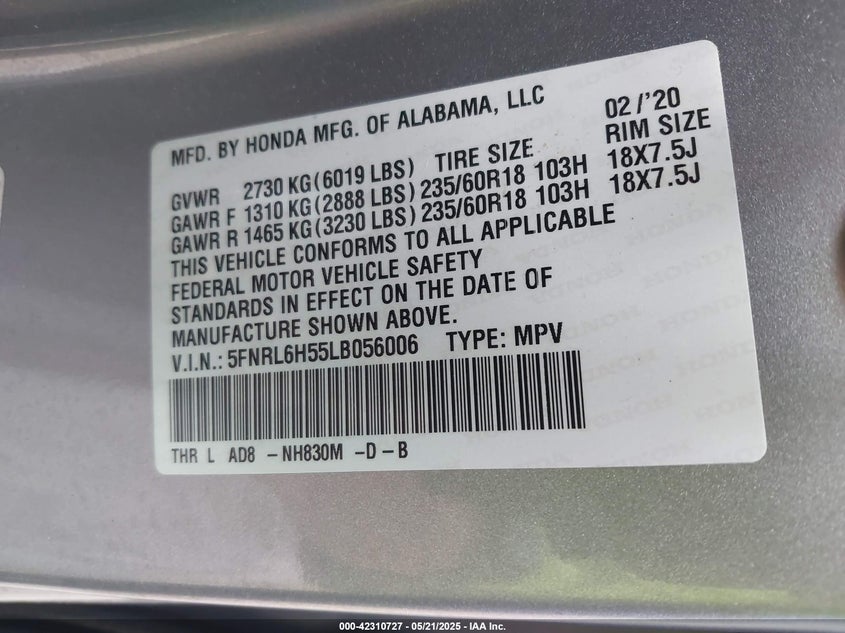 MFD. BY HONDA MFG. OF ALABAMA, LLC 02/'20
GVWR 2730 KG(6019 LBS) TIRE SIZE RIM SIZE
GAWR F 1310 KG(2888 LBS) 235/60R18 103H 18X7.5J
GAWR R 1465 KG(3230 LBS) 235/60R18 103H 18X7.5J
THIS VEHICLE CONFORMS TO ALL APPLICABLE
FEDERAL MOTOR VEHICLE SAFETY
STANDARDS IN EFFECT ON THE DATE OF
MANUFACTURE SHOWN ABOVE.
V.I.N.: 5FNRL6H55LB056006 TYPE: MPV
THR L AD8 -NH830M -D-B
000-42310727 - 05/21/2025 - IAA Inc.